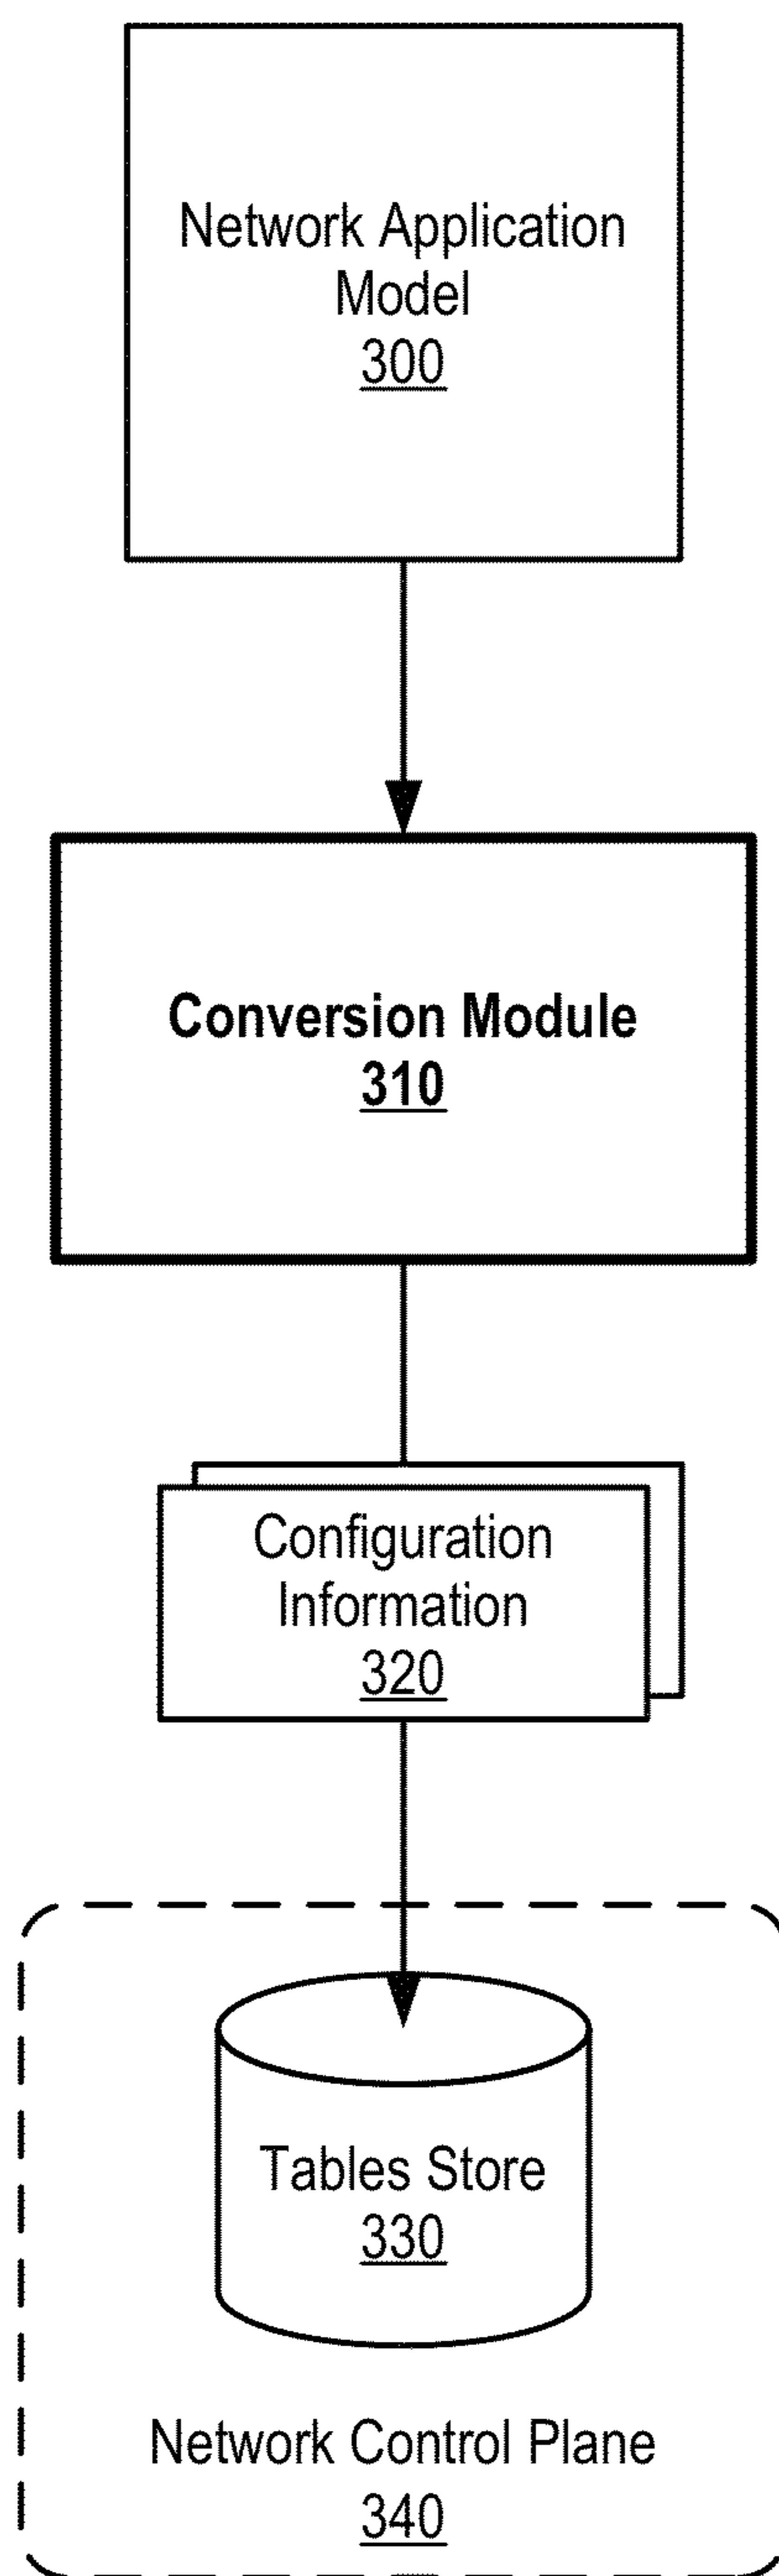 Network Application
Model
300
Conversion Module
310
Configuration
Information
320
Tables Store
330
Network Control Plane
340